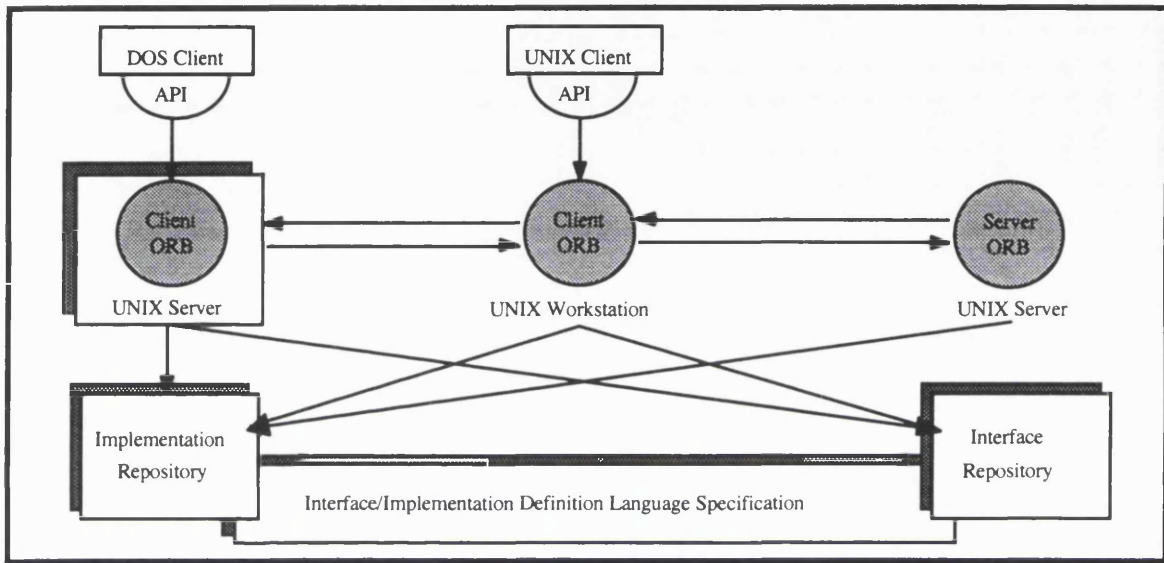 DOS Client
UNIX Client
API
API
Client
ORB
Client
ORB
Server
ORB
UNIX Server
UNIX Workstation
UNIX Server
Implementation
Repository
Interface
Repository
Interface/Implementation Definition Language Specification